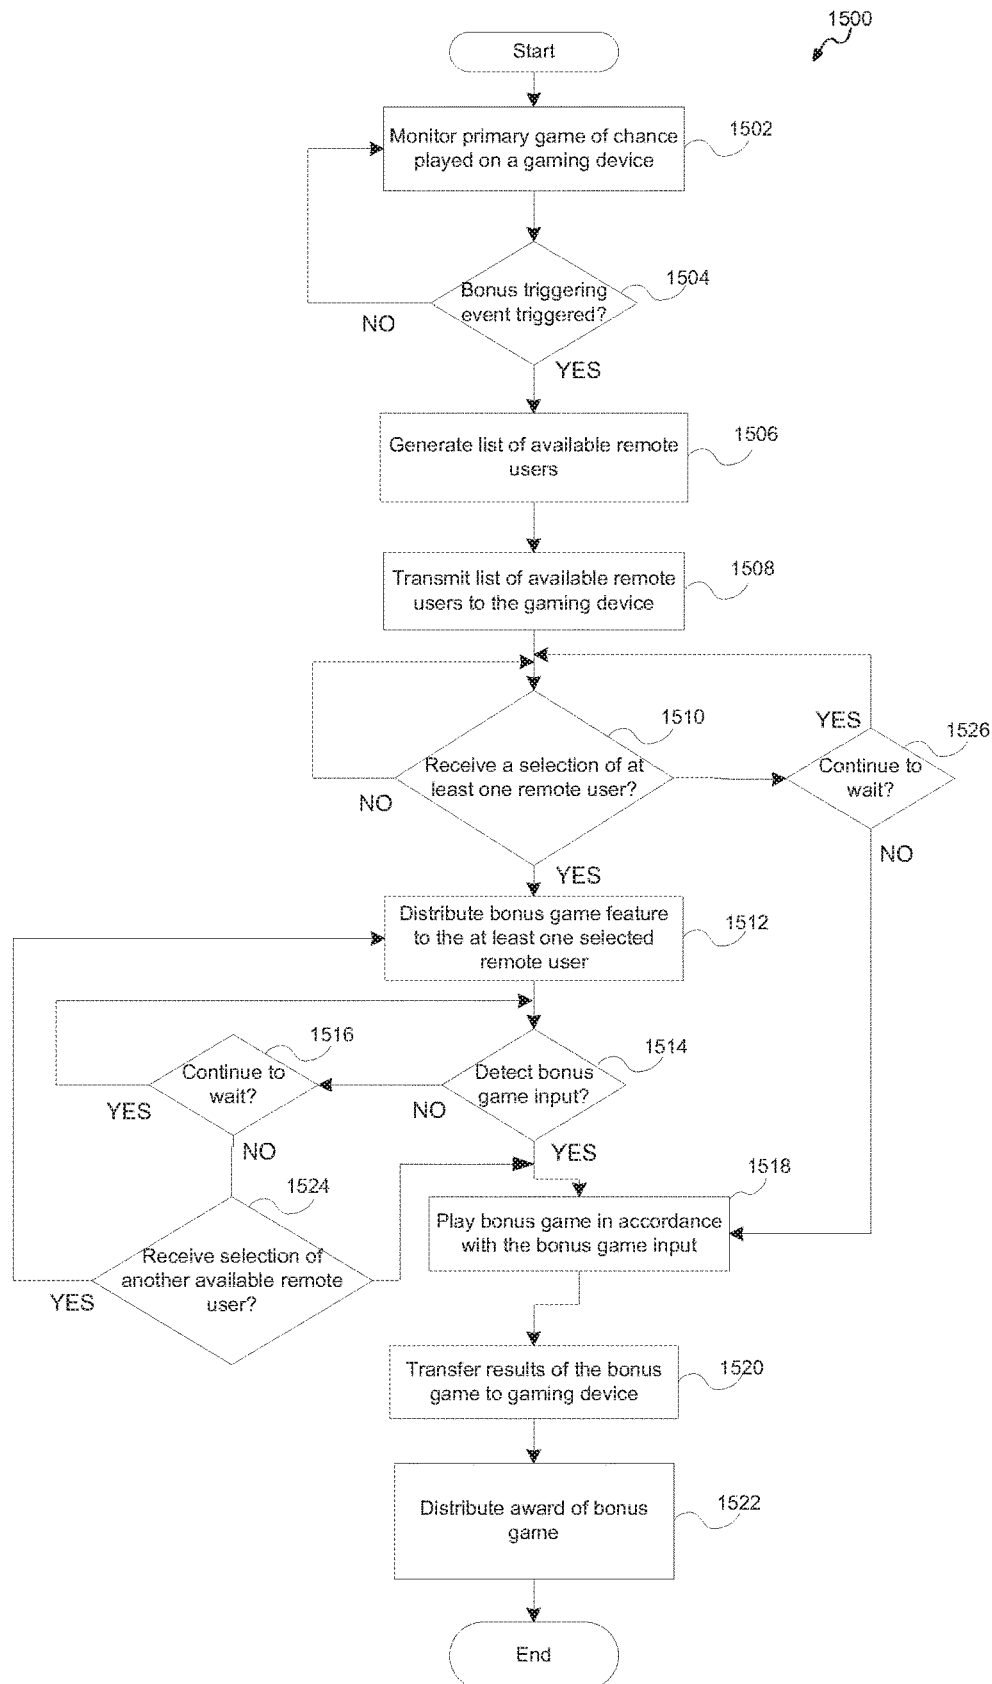 1500
Start
Monitor primary game of chance
played on a gaming device
1502
Bonus triggering
event triggered?
1504
NO
YES
Generate list of available remote
users
1506
Transmit list of available remote
users to the gaming device
1508
Receive a selection of at
least one remote user?
1510
NO
YES
Continue to
wait?
1526
YES
NO
Distribute bonus game feature
to the at least one selected
remote user
1512
Continue to
wait?
1516
YES
NO
Detect bonus
game input?
1514
NO
YES
Receive selection of
another available remote
user?
1524
YES
Play bonus game in accordance
with the bonus game input
1518
Transfer results of the bonus
game to gaming device
1520
Distribute award of bonus
game
1522
End